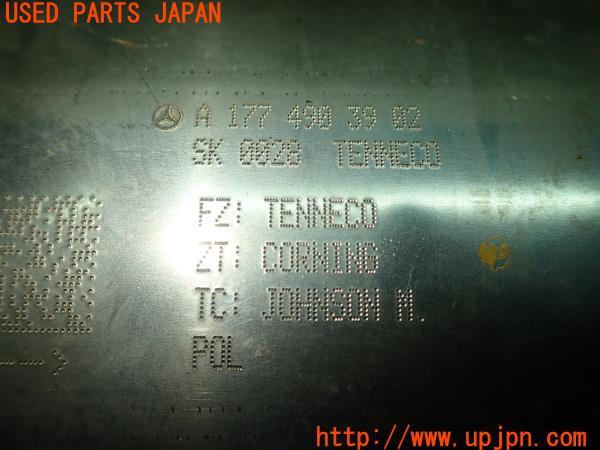 USED PARTS JAPAN
A 177 490 39 02
SK 0028 TENNECO
FZ: TENNECO
ZT: CORNING
TC: JOHNSON M.
POL
---->
http://www.upjpn.com